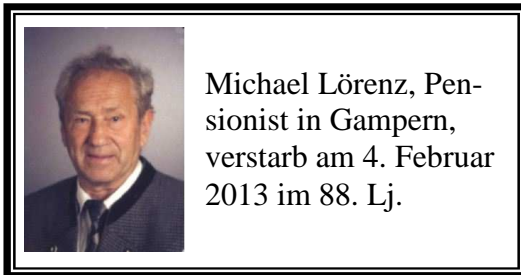 Michael Lörenz, Pen-
sionist in Gampern,
verstarb am 4. Februar
2013 im 88. Lj.